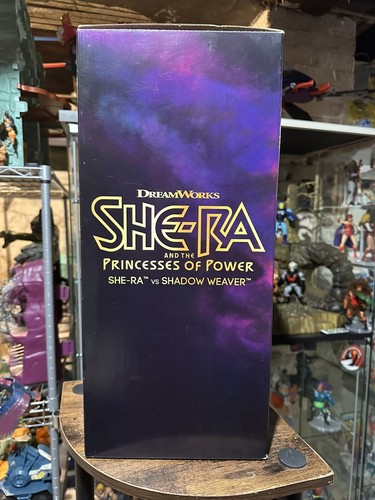 DREAMWORKS
SHE-RA
AND THE
PRINCESSES OF POWER
SHE-RA™ vs SHADOW WEAVER™